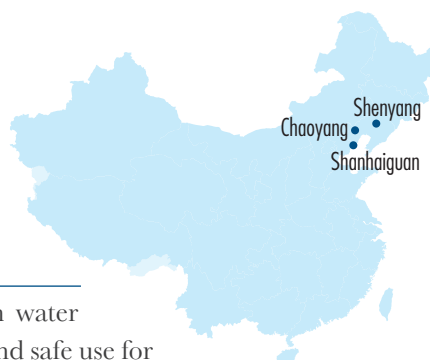 Shenyang
Chaoyang
Shanhaiguan
water
nd safe use for